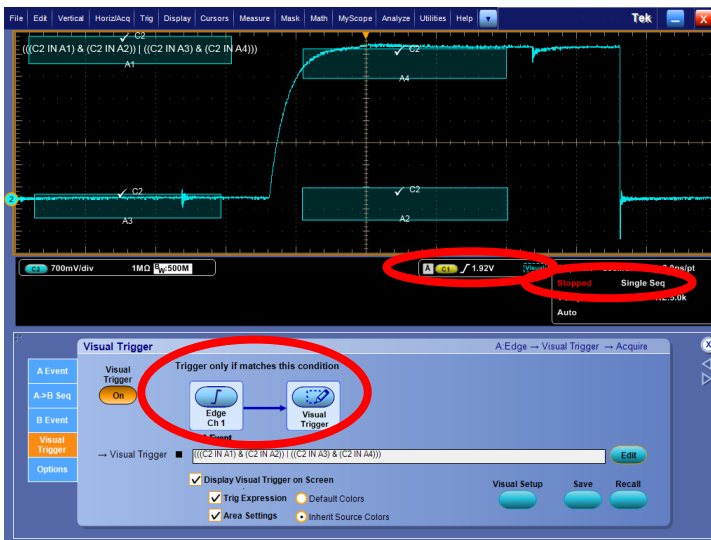 File Edit Vertical Horiz/Acq Trig Display Cursors Measure Mask Math MyScope Analyze Utilities Help Tek
C2
(((C2 IN A1) & (C2 IN A2)) | ((C2 IN A3) & (C2 IN A4)))
A1
C2
A4
C2
A3
2
C2
A2
C2 700mV/div 1MΩ BW:500M
A C1 1.92V Visual
Stopped Single Seq
Auto
Visual Trigger
A:Edge → Visual Trigger → Acquire
A Event
A->B Seq
B Event
Visual Trigger
Options
Visual Trigger
On
Trigger only if matches this condition
Edge
Ch 1
Visual
Trigger
Event
→ Visual Trigger
(((C2 IN A1) & (C2 IN A2)) | ((C2 IN A3) & (C2 IN A4)))
Edit
Display Visual Trigger on Screen
Trig Expression
Default Colors
Area Settings
Inherit Source Colors
Visual Setup
Save
Recall